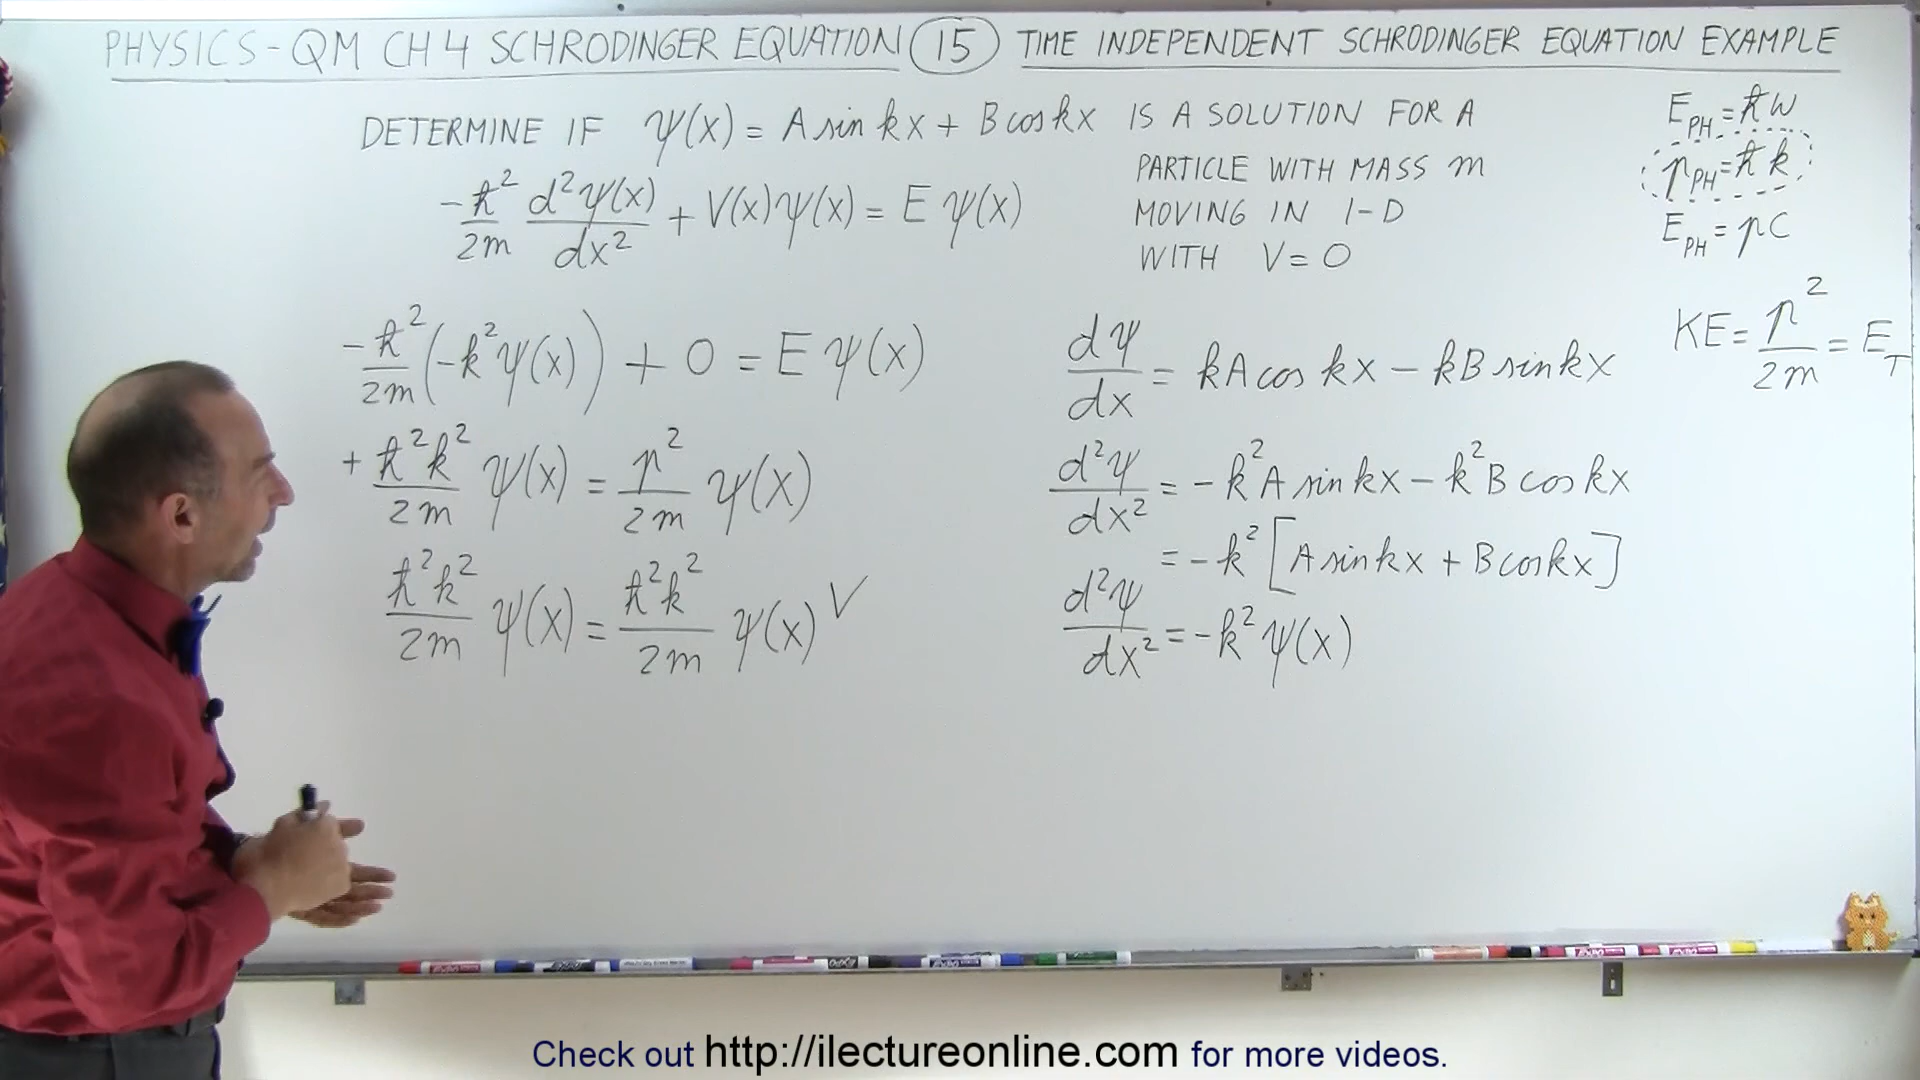 PHYSICS - QM CH 4 SCHRODINGER EQUATION (15) TIME INDEPENDENT SCHRODINGER EQUATION EXAMPLE
DETERMINE IF ψ(x) = A sin kx + B cos kx IS A SOLUTION FOR A
PARTICLE WITH MASS m
MOVING IN 1-D
WITH V = 0
-ħ²/2m d²ψ(x)/dx² + V(x)ψ(x) = E ψ(x)
E_PH = ħω
p_PH = ħk
E_PH = pc
KE = p²/2m = E_T
-ħ²/2m (-k²ψ(x)) + 0 = E ψ(x)
+ ħ²k²/2m ψ(x) = p²/2m ψ(x)
ħ²k²/2m ψ(x) = ħ²k²/2m ψ(x) ✓
dψ/dx = kA cos kx - kB sin kx
d²ψ/dx² = -k²A sin kx - k²B cos kx
= -k² [A sin kx + B cos kx]
d²ψ/dx² = -k² ψ(x)
Check out http://ilectureonline.com for more videos.